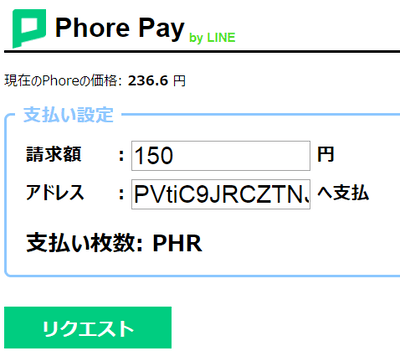 Phore Pay by LINE
現在のPhoreの価格: 236.6 円
支払い設定
請求額 : 150 円
アドレス : PVtiC9JRCZTNJ へ支払
支払い枚数: PHR
リクエスト